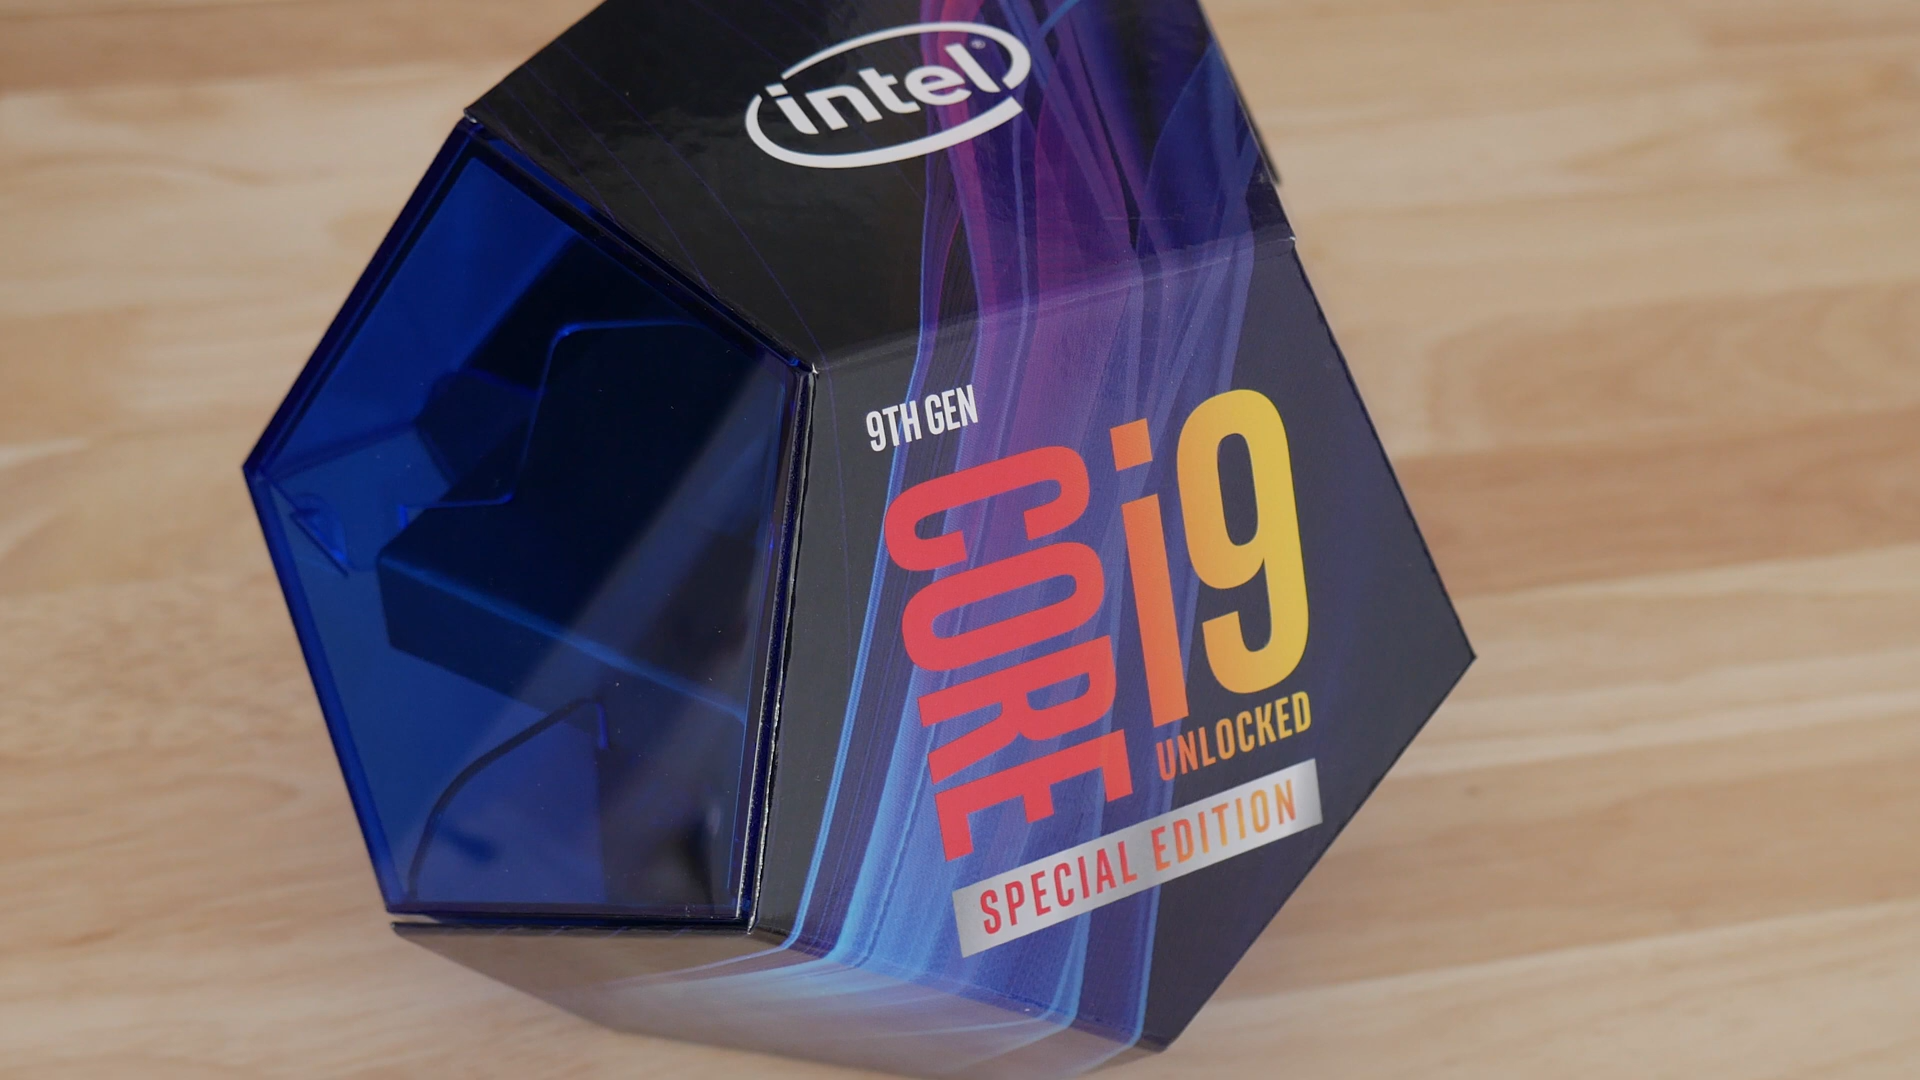 intel®
9TH GEN
CORE
i9
UNLOCKED
SPECIAL EDITION